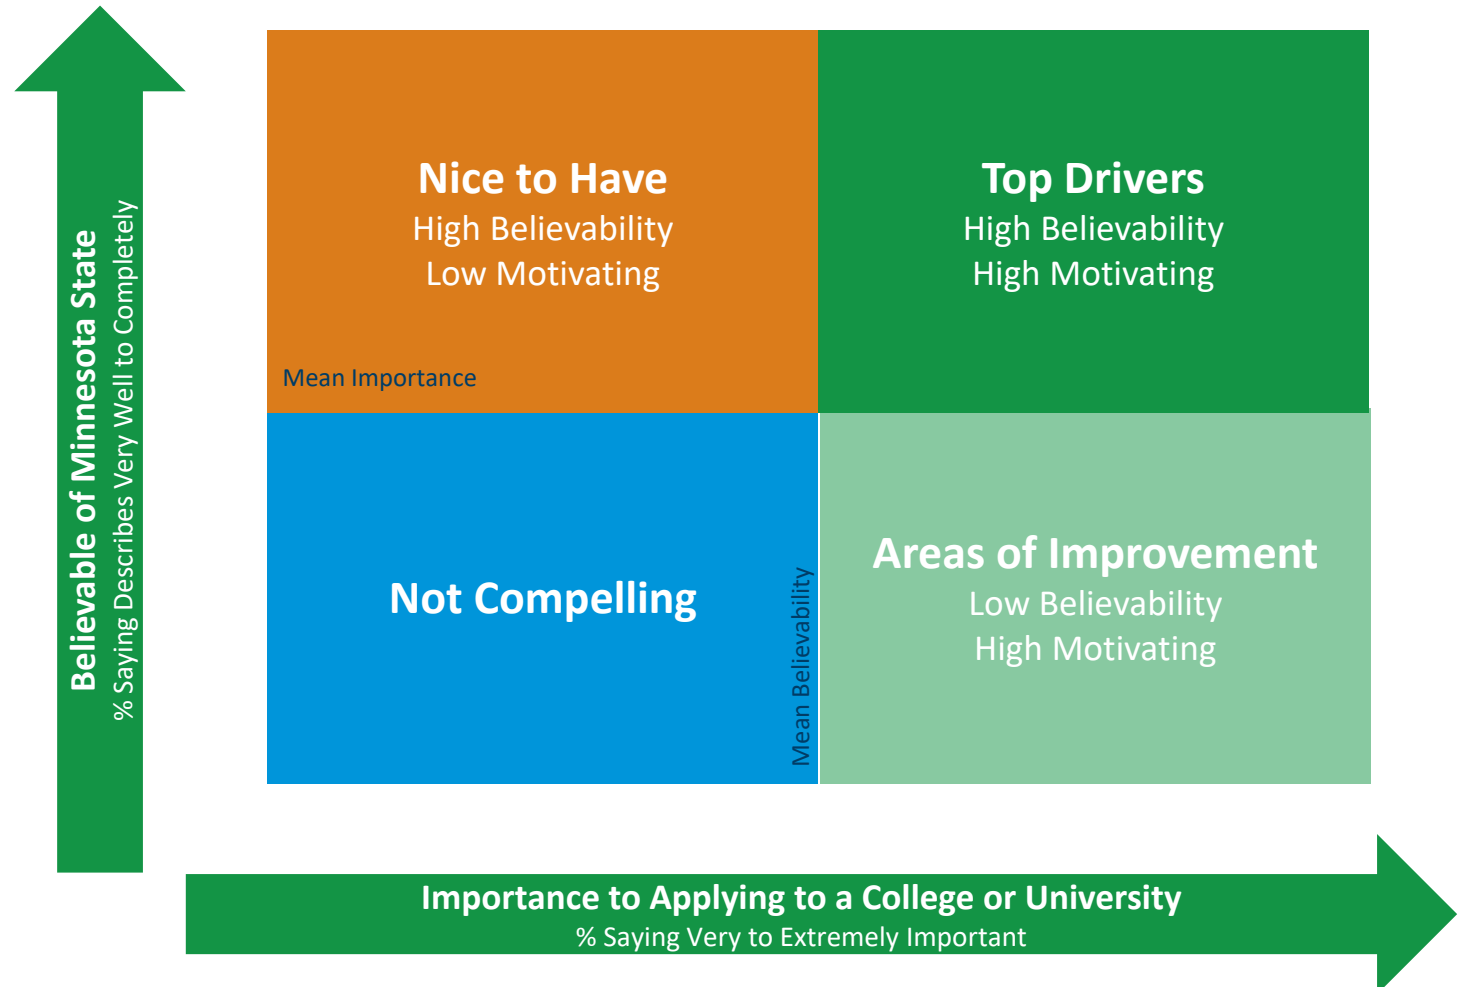 Believable of Minnesota State
% Saying Describes Very Well to Completely
Nice to Have
High Believability
Low Motivating
Mean Importance
Top Drivers
High Believability
High Motivating
Not Compelling
Mean Believability
Areas of Improvement
Low Believability
High Motivating
Importance to Applying to a College or University
% Saying Very to Extremely Important